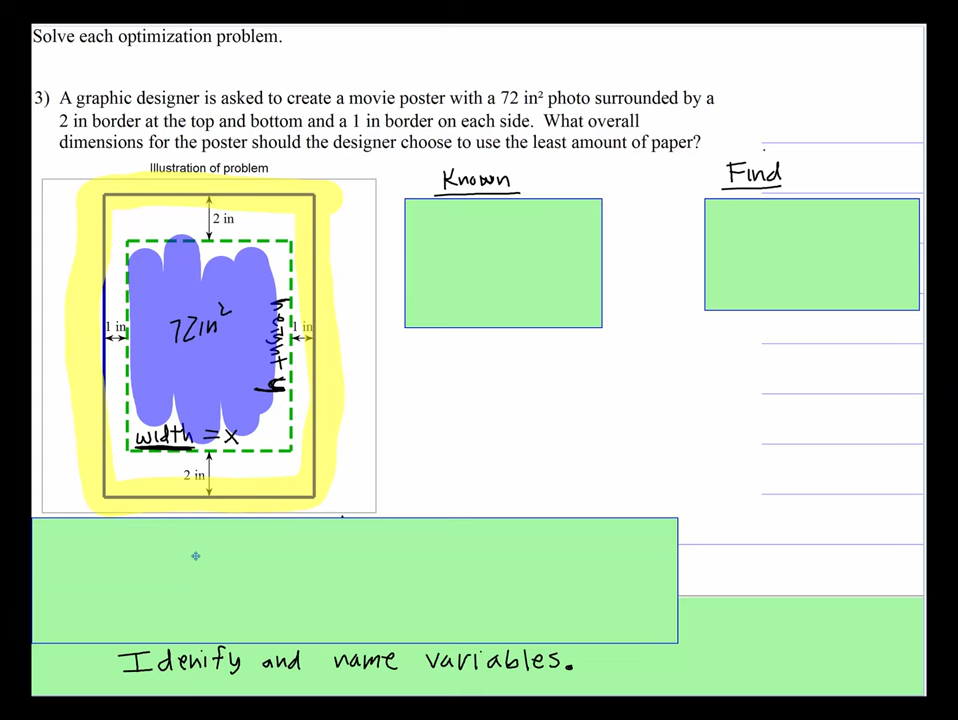 Solve each optimization problem.
3) A graphic designer is asked to create a movie poster with a 72 in² photo surrounded by a
2 in border at the top and bottom and a 1 in border on each side. What overall
dimensions for the poster should the designer choose to use the least amount of paper?
Illustration of problem
Known
Find
2 in
72in²
height y
1 in
1 in
width = x
2 in
Idenify and name variables.